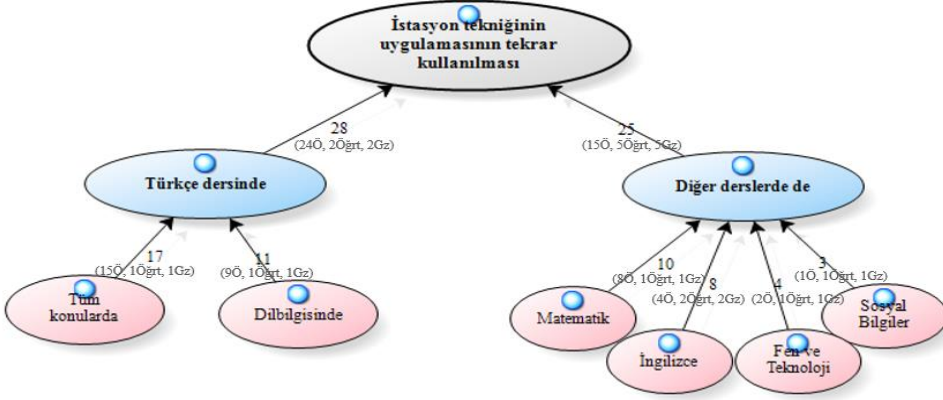 İstasyon tekniğinin
uygulamasının tekrar
kullanılması
28
(24Ö, 2Öğrt, 2Gz)
25
(15Ö, 5Öğrt, 5Gz)
Türkçe dersinde
Diğer derslerde de
17
(15Ö, 1Öğrt, 1Gz)
11
(9Ö, 1Öğrt, 1Gz)
10
(8Ö, 1Öğrt, 1Gz)
8
(4Ö, 2Öğrt, 2Gz)
4
(2Ö, 1Öğrt, 1Gz)
3
(1Ö, 1Öğrt, 1Gz)
Tüm
konularda
Dilbilgisinde
Matematik
İngilizce
Fen ve
Teknoloji
Sosyal
Bilgiler